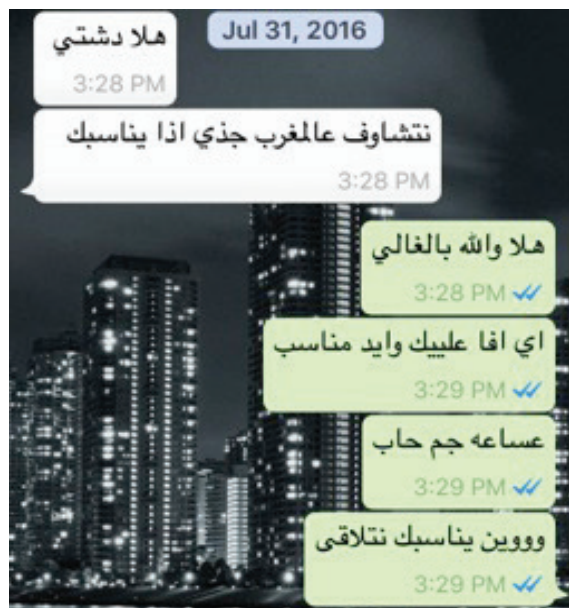 Jul 31, 2016
هلا دشتي
3:28 PM
نتشاوف عالمغرب جذي اذا يناسبك
3:28 PM
هلا والله بالغالي
3:28 PM
اي افا علييك وايد مناسب
3:29 PM
عساعه جم حاب
3:29 PM
وووين يناسبك نتلاقى
3:29 PM